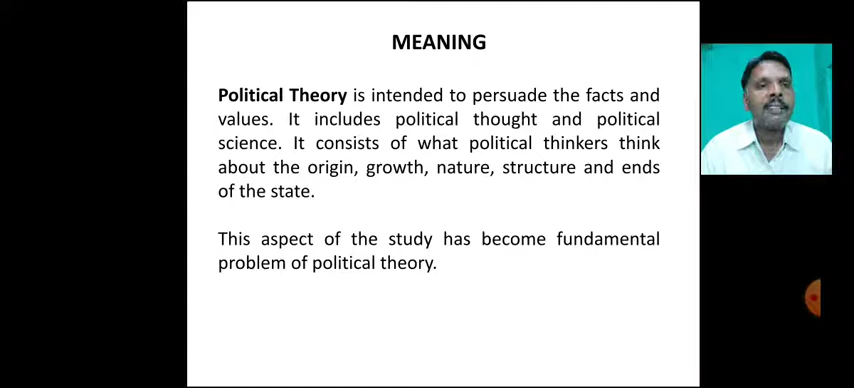 MEANING
Political Theory is intended to persuade the facts and
values. It includes political thought and political
science. It consists of what political thinkers think
about the origin, growth, nature, structure and ends
of the state.
This aspect of the study has become fundamental
problem of political theory.